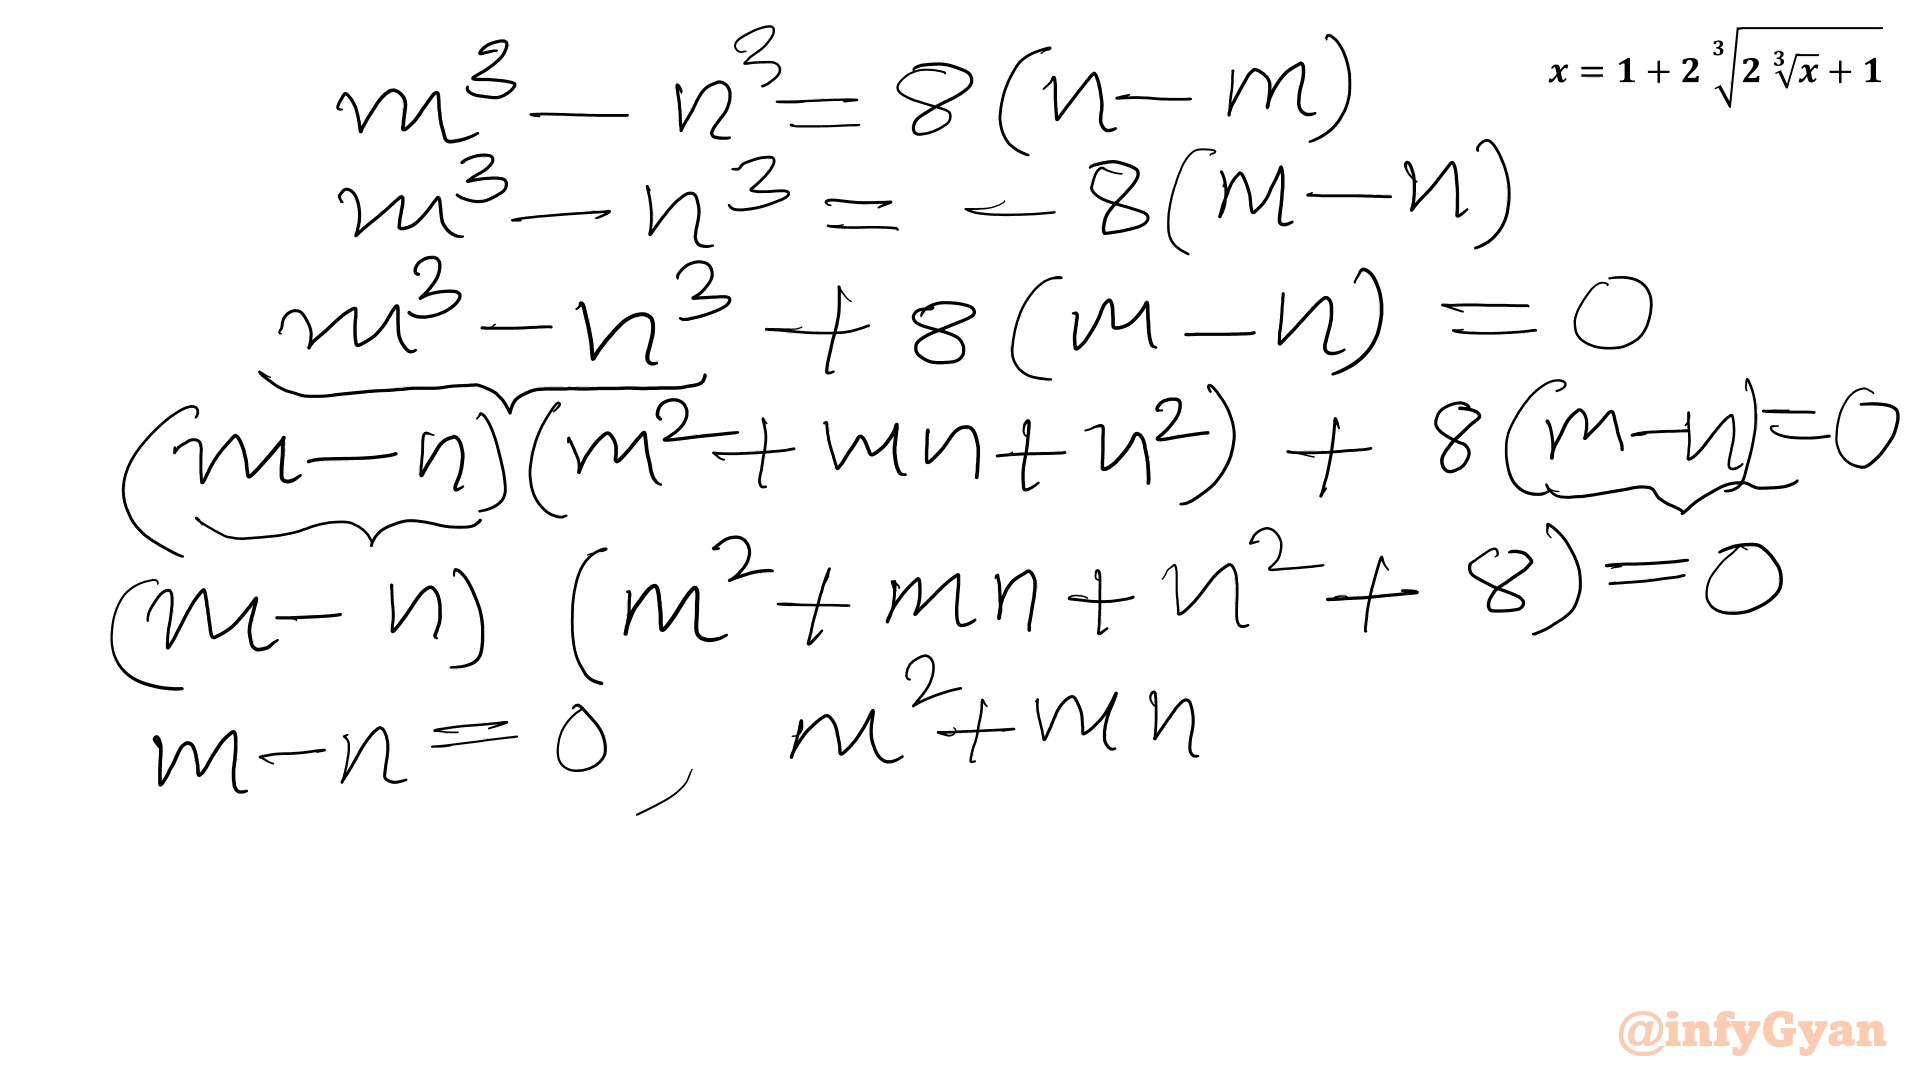 x = 1 + 2 ∛(2 ∛x + 1)
m³ − n³ = 8(n − m)
m³ − n³ = − 8(m − n)
m³ − n³ + 8(m − n) = 0
(m − n)(m² + mn + n²) + 8(m − n) = 0
(m − n) (m² + mn + n² + 8) = 0
m − n = 0 , m² + mn
@infyGyan